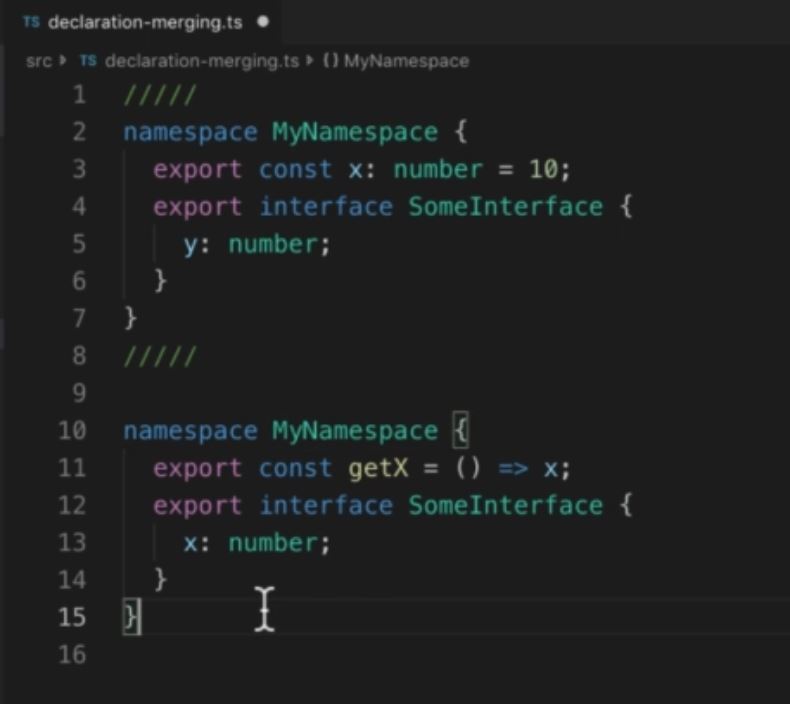 TS declaration-merging.ts ●
src > TS declaration-merging.ts > {} MyNamespace
1 /////
2 namespace MyNamespace {
3   export const x: number = 10;
4   export interface SomeInterface {
5     y: number;
6   }
7 }
8 /////
9
10 namespace MyNamespace {
11   export const getX = () => x;
12   export interface SomeInterface {
13     x: number;
14   }
15 }
16